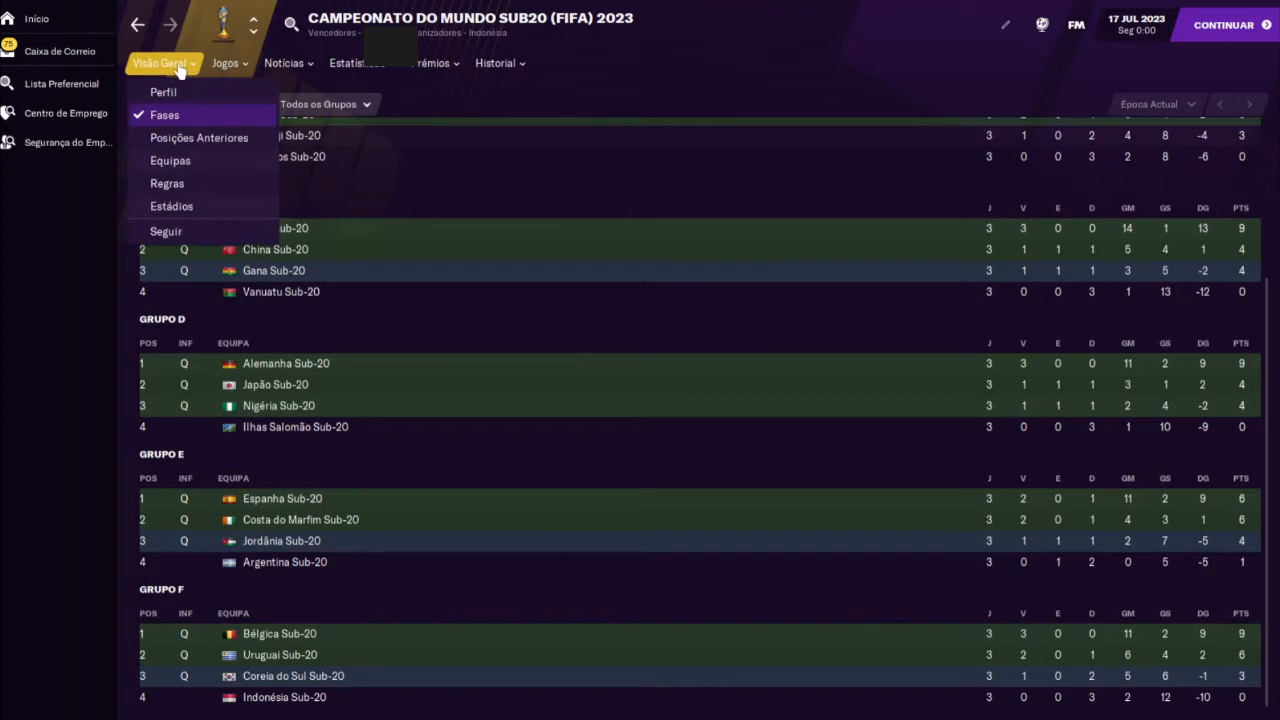 Início
75
Caixa de Correio
Lista Preferencial
Centro de Emprego
Segurança do Emp...
CAMPEONATO DO MUNDO SUB20 (FIFA) 2023
Vencedores - anizadores - Indonésia
FM
17 JUL 2023
Seg 0:00
CONTINUAR
Visão Geral
Jogos
Notícias
Estatís
rémios
Historial
Perfil
Fases
Posições Anteriores
Equipas
Regras
Estádios
Seguir
Todos os Grupos
Época Actual
ji Sub-20 3 1 0 2 4 8 -4 3
os Sub-20 3 0 0 3 2 8 -6 0
J V E D GM GS DG PTS
ub-20 3 3 0 0 14 1 13 9
2 Q China Sub-20 3 1 1 1 5 4 1 4
3 Q Gana Sub-20 3 1 1 1 3 5 -2 4
4 Vanuatu Sub-20 3 0 0 3 1 13 -12 0
GRUPO D
POS INF EQUIPA J V E D GM GS DG PTS
1 Q Alemanha Sub-20 3 3 0 0 11 2 9 9
2 Q Japão Sub-20 3 1 1 1 3 1 2 4
3 Q Nigéria Sub-20 3 1 1 1 2 4 -2 4
4 Ilhas Salomão Sub-20 3 0 0 3 1 10 -9 0
GRUPO E
POS INF EQUIPA J V E D GM GS DG PTS
1 Q Espanha Sub-20 3 2 0 1 11 2 9 6
2 Q Costa do Marfim Sub-20 3 2 0 1 4 3 1 6
3 Q Jordânia Sub-20 3 1 1 1 2 7 -5 4
4 Argentina Sub-20 3 0 1 2 0 5 -5 1
GRUPO F
POS INF EQUIPA J V E D GM GS DG PTS
1 Q Bélgica Sub-20 3 3 0 0 11 2 9 9
2 Q Uruguai Sub-20 3 2 0 1 6 4 2 6
3 Q Coreia do Sul Sub-20 3 1 0 2 5 6 -1 3
4 Indonésia Sub-20 3 0 0 3 2 12 -10 0